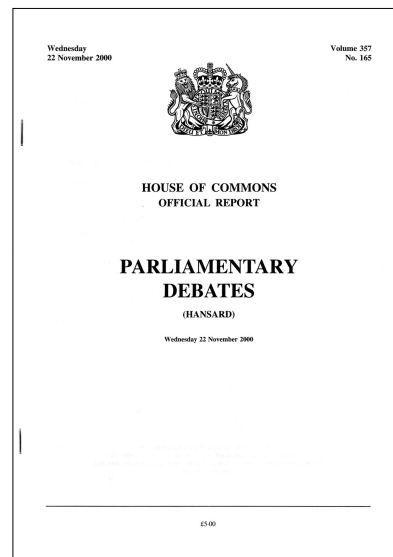 Wednesday
22 November 2000
Volume 357
No. 165
HOUSE OF COMMONS
OFFICIAL REPORT
PARLIAMENTARY
DEBATES
(HANSARD)
Wednesday 22 November 2000
£5·00